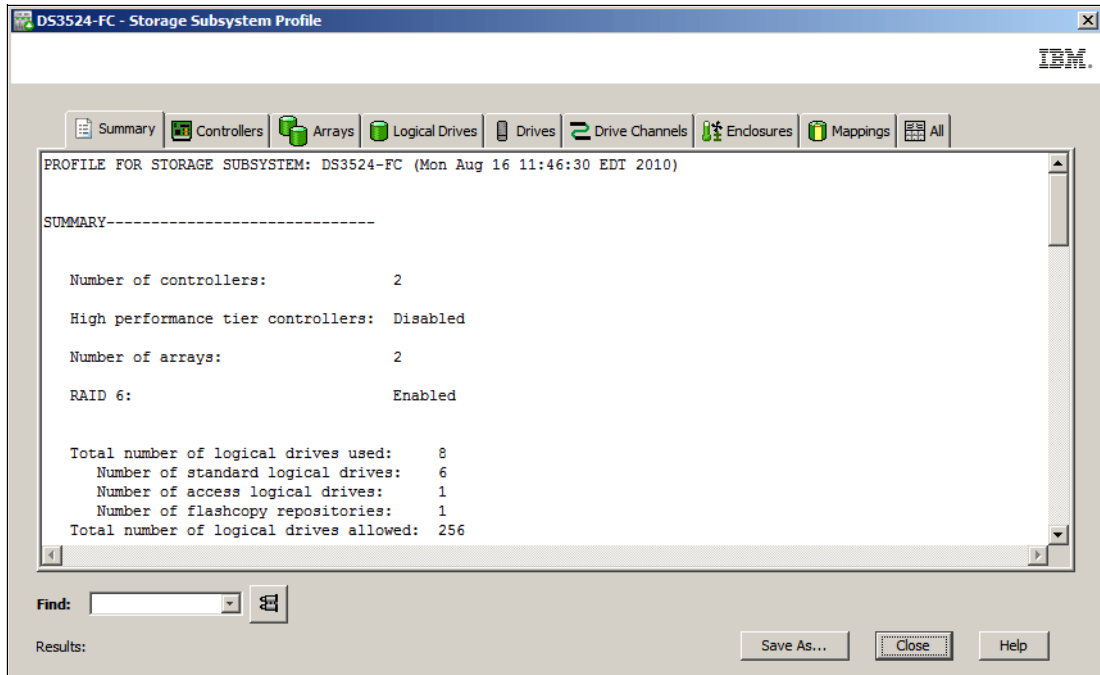 DS3524-FC - Storage Subsystem Profile
IBM.
Summary Controllers Arrays Logical Drives Drives Drive Channels Enclosures Mappings All
PROFILE FOR STORAGE SUBSYSTEM: DS3524-FC (Mon Aug 16 11:46:30 EDT 2010)
SUMMARY------------------------------
Number of controllers: 2
High performance tier controllers: Disabled
Number of arrays: 2
RAID 6: Enabled
Total number of logical drives used: 8
Number of standard logical drives: 6
Number of access logical drives: 1
Number of flashcopy repositories: 1
Total number of logical drives allowed: 256
Find:
Results:
Save As... Close Help